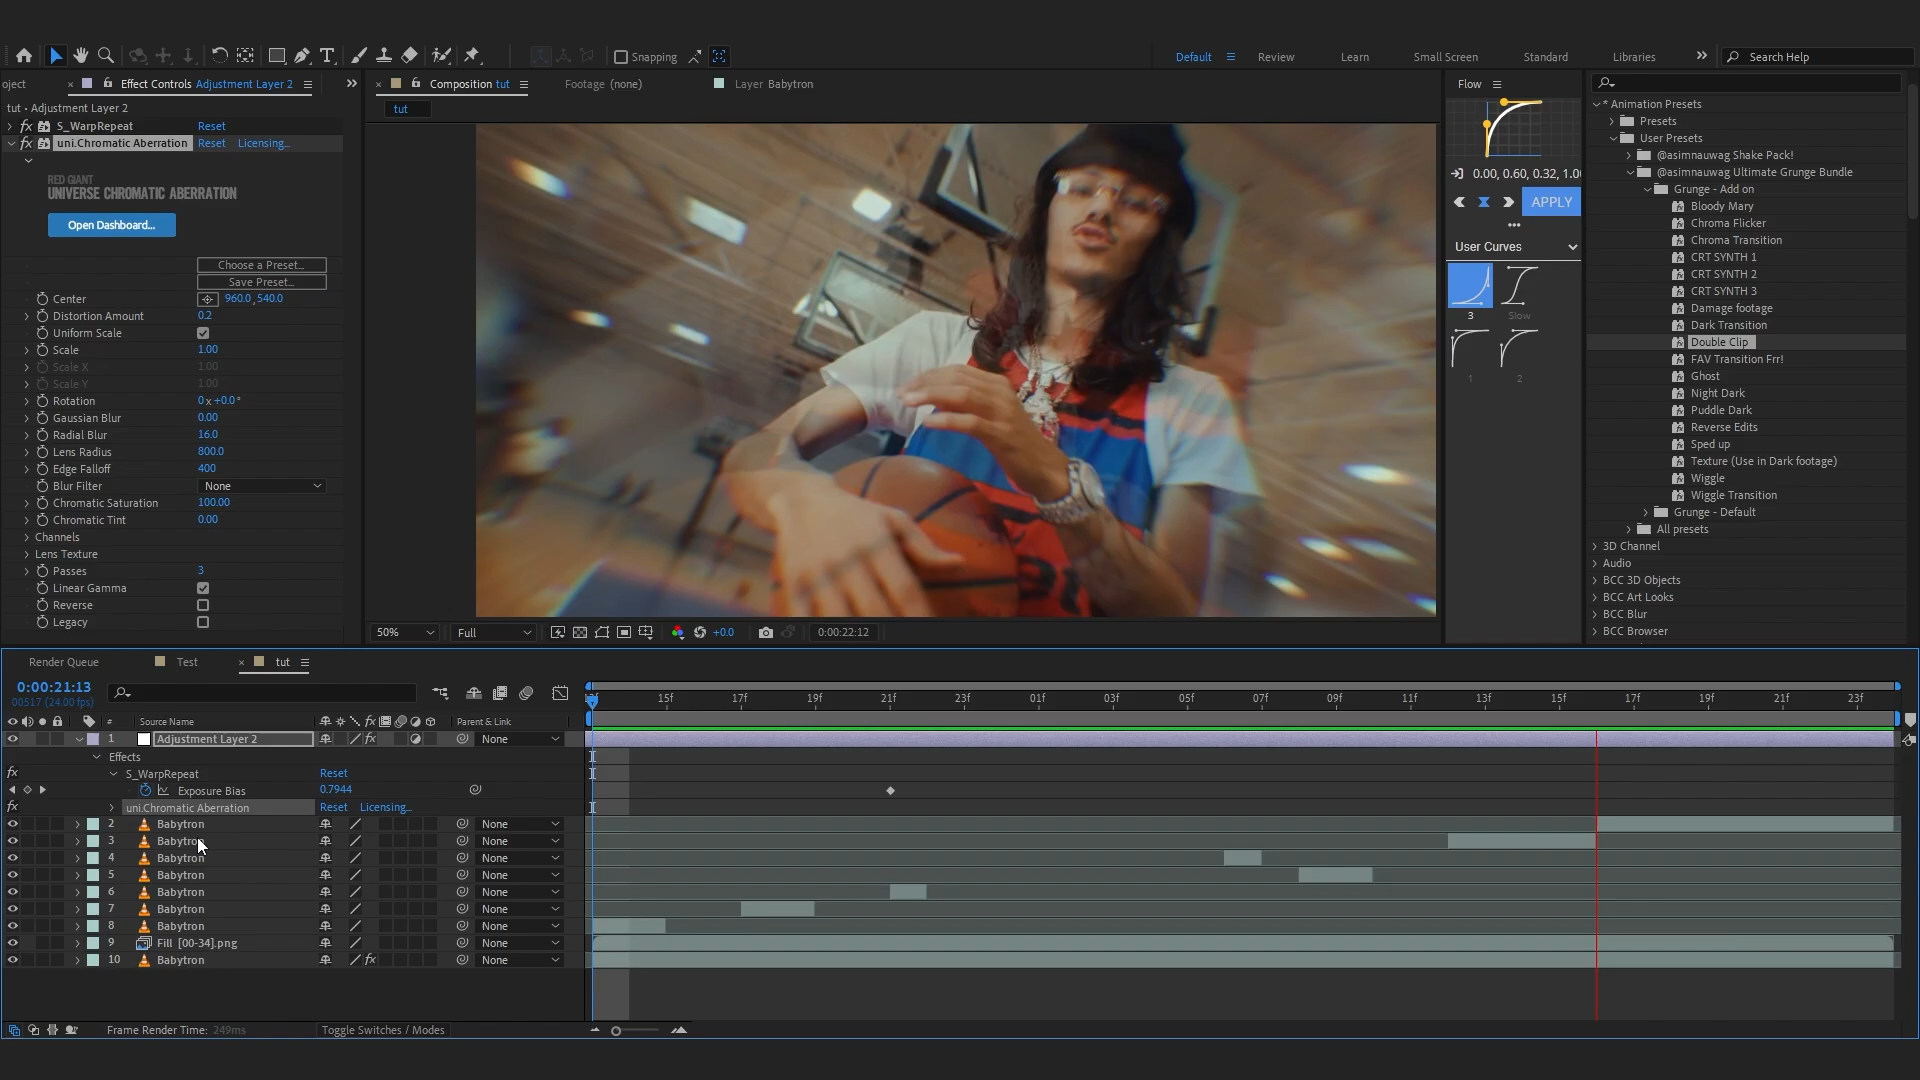 Snapping
Default
Review
Learn
Small Screen
Standard
Libraries
Search Help
oject
Effect Controls Adjustment Layer 2
Composition tut
Footage (none)
Layer Babytron
Flow
tut • Adjustment Layer 2
tut
fx S_WarpRepeat Reset
fx uni.Chromatic Aberration Reset Licensing...
RED GIANT
UNIVERSE CHROMATIC ABERRATION
Open Dashboard...
Choose a Preset...
Save Preset...
Center 960.0, 540.0
Distortion Amount 0.2
Uniform Scale
Scale 1.00
Scale X 1.00
Scale Y 1.00
Rotation 0 x +0.0 °
Gaussian Blur 0.00
Radial Blur 16.0
Lens Radius 800.0
Edge Falloff 400
Blur Filter None
Chromatic Saturation 100.00
Chromatic Tint 0.00
Channels
Lens Texture
Passes 3
Linear Gamma
Reverse
Legacy
50%
Full
+0.0
0:00:22:12
0.00, 0.60, 0.32, 1.0
APPLY
User Curves
3
Slow
1
2
* Animation Presets
Presets
User Presets
@asimnauwag Shake Pack!
@asimnauwag Ultimate Grunge Bundle
Grunge - Add on
Bloody Mary
Chroma Flicker
Chroma Transition
CRT SYNTH 1
CRT SYNTH 2
CRT SYNTH 3
Damage footage
Dark Transition
Double Clip
FAV Transition Frr!
Ghost
Night Dark
Puddle Dark
Reverse Edits
Sped up
Texture (Use in Dark footage)
Wiggle
Wiggle Transition
Grunge - Default
All presets
3D Channel
Audio
BCC 3D Objects
BCC Art Looks
BCC Blur
BCC Browser
Render Queue
Test
tut
0:00:21:13
00517 (24.00 fps)
15f 17f 19f 21f 23f 01f 03f 05f 07f 09f 11f 13f 15f 17f 19f 21f 23f
# Source Name fx Parent & Link
1 Adjustment Layer 2 fx None
Effects
fx S_WarpRepeat Reset
Exposure Bias 0.7944
fx uni.Chromatic Aberration Reset Licensing...
2 Babytron None
3 Babytron None
4 Babytron None
5 Babytron None
6 Babytron None
7 Babytron None
8 Babytron None
9 Fill [00-34].png None
10 Babytron fx None
Frame Render Time: 249ms
Toggle Switches / Modes